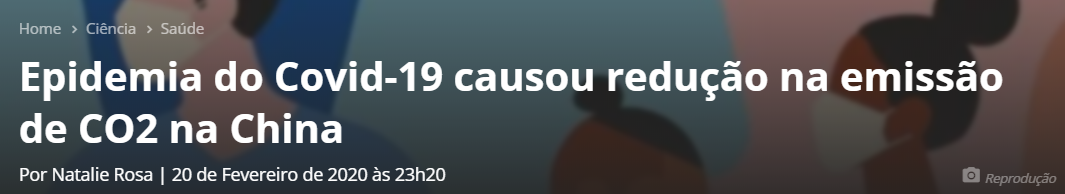 Home > Ciência > Saúde
Epidemia do Covid-19 causou redução na emissão
de CO2 na China
Por Natalie Rosa | 20 de Fevereiro de 2020 às 23h20
Reprodução